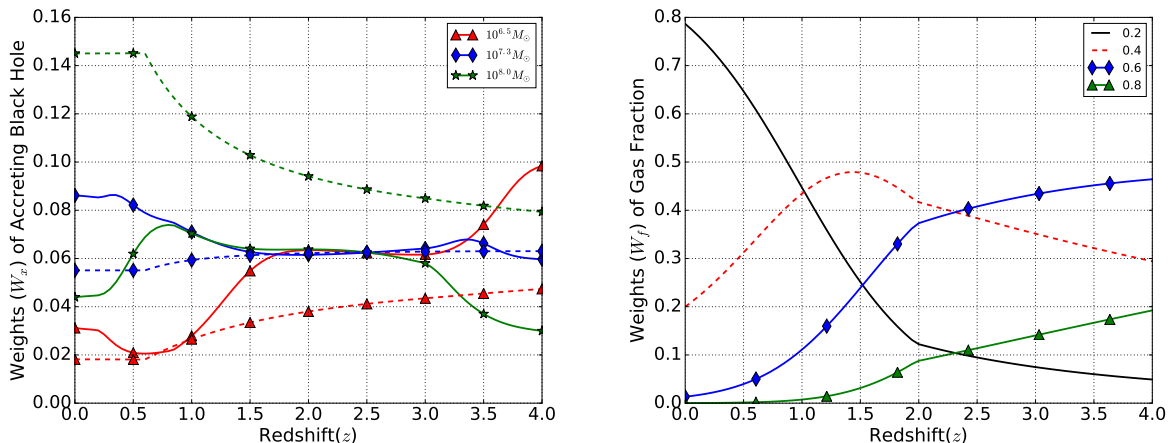 Weights (W_x) of Accreting Black Hole
0.16
0.14
0.12
0.10
0.08
0.06
0.04
0.02
0.00
10^{6.5}M_⊙
10^{7.3}M_⊙
10^{8.0}M_⊙
0.0 0.5 1.0 1.5 2.0 2.5 3.0 3.5 4.0
Redshift(z)
Weights (W_f) of Gas Fraction
0.8
0.7
0.6
0.5
0.4
0.3
0.2
0.1
0.0
0.2
0.4
0.6
0.8
0.0 0.5 1.0 1.5 2.0 2.5 3.0 3.5 4.0
Redshift(z)